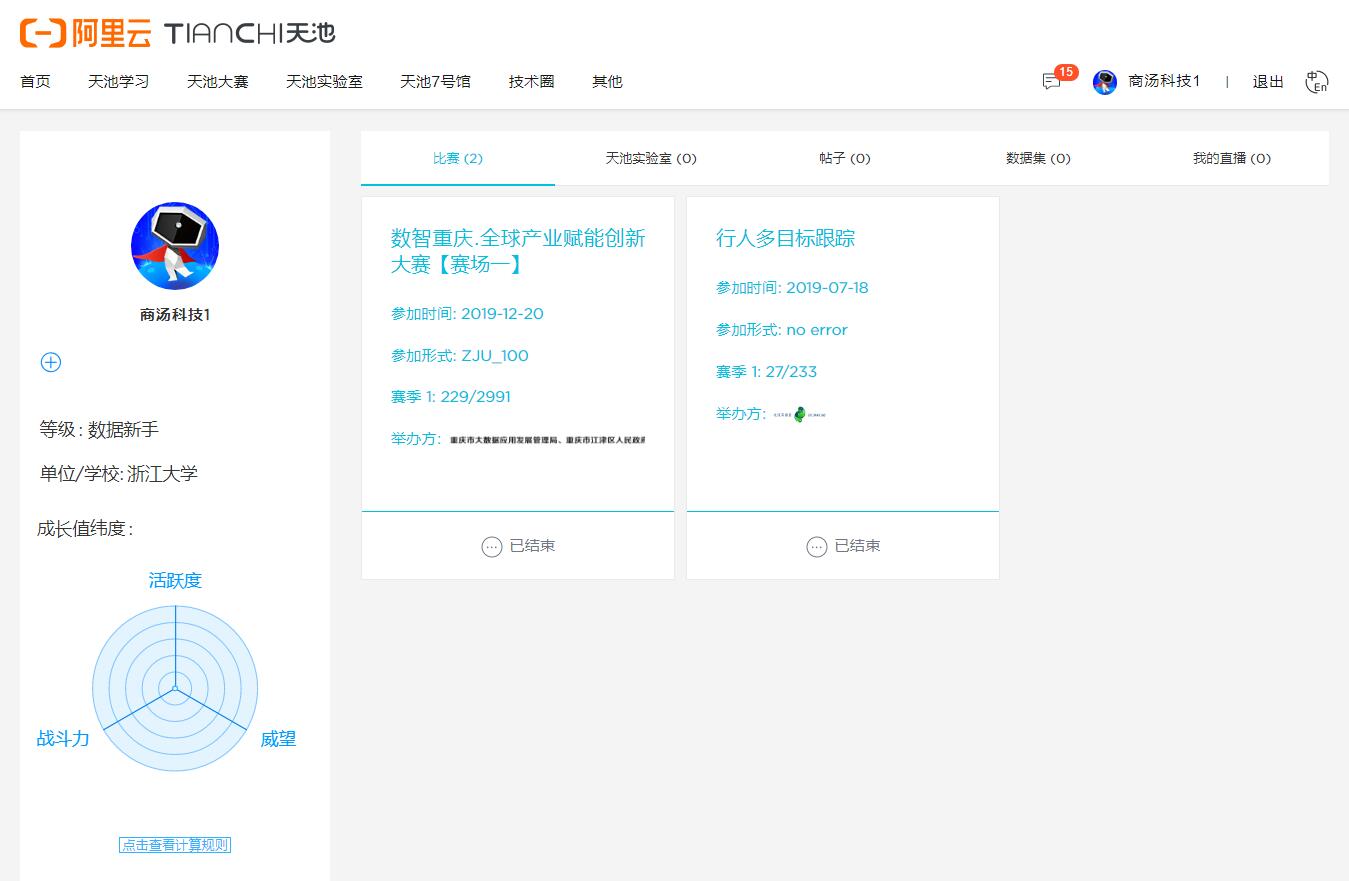 阿里云 TIANCHI天池
首页 天池学习 天池大赛 天池实验室 天池7号馆 技术圈 其他
15 商汤科技1 | 退出 中 En
比赛 (2) 天池实验室 (0) 帖子 (0) 数据集 (0) 我的直播 (0)
商汤科技1
等级 : 数据新手
单位/学校: 浙江大学
成长值纬度 :
活跃度
战斗力
威望
点击查看计算规则
数智重庆.全球产业赋能创新
大赛【赛场一】
参加时间: 2019-12-20
参加形式: ZJU_100
赛季 1: 229/2991
举办方: 重庆市大数据应用发展管理局、重庆市江津区人民政府
已结束
行人多目标跟踪
参加时间: 2019-07-18
参加形式: no error
赛季 1: 27/233
举办方:
已结束